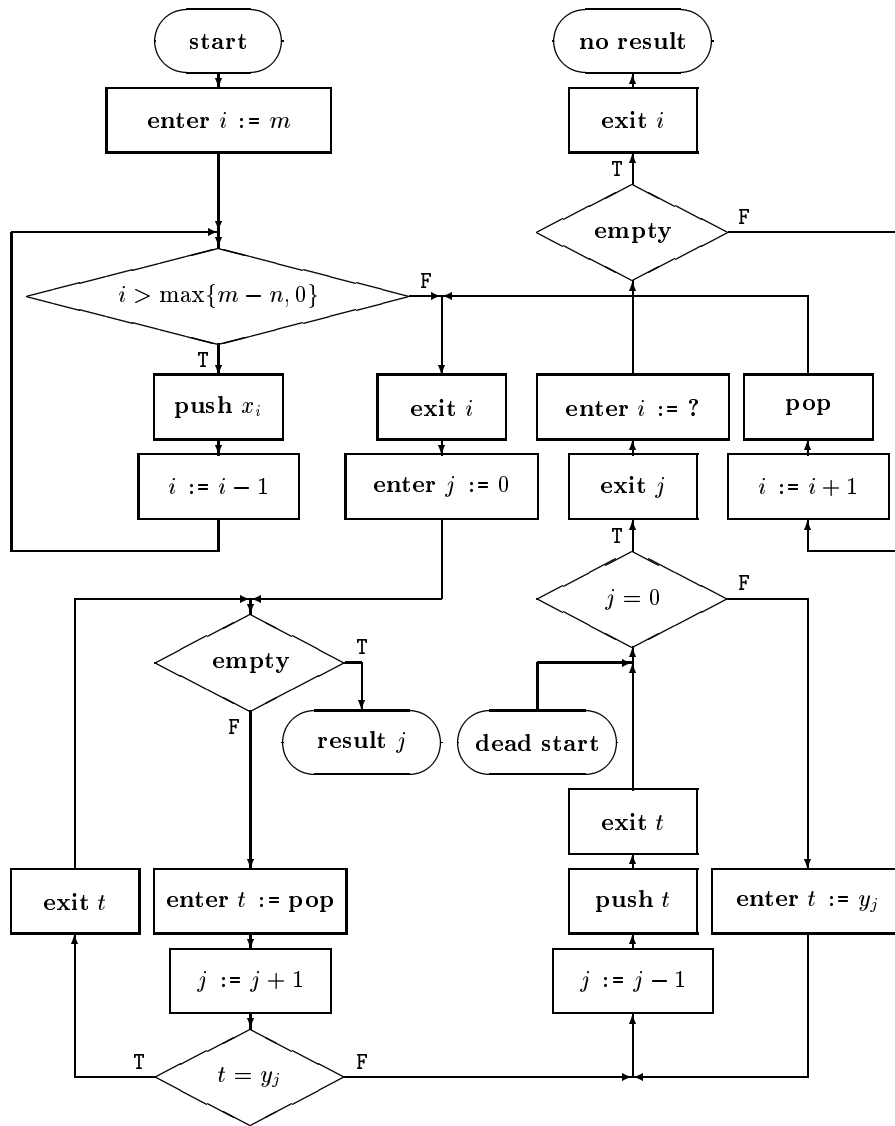 start
no result
enter i := m
exit i
T
empty
F
i > max{m − n, 0}
F
T
push x_i
exit i
enter i := ?
pop
i := i − 1
enter j := 0
exit j
i := i + 1
T
j = 0
F
empty
T
F
result j
dead start
exit t
exit t
enter t := pop
push t
enter t := y_j
j := j + 1
j := j − 1
T
t = y_j
F